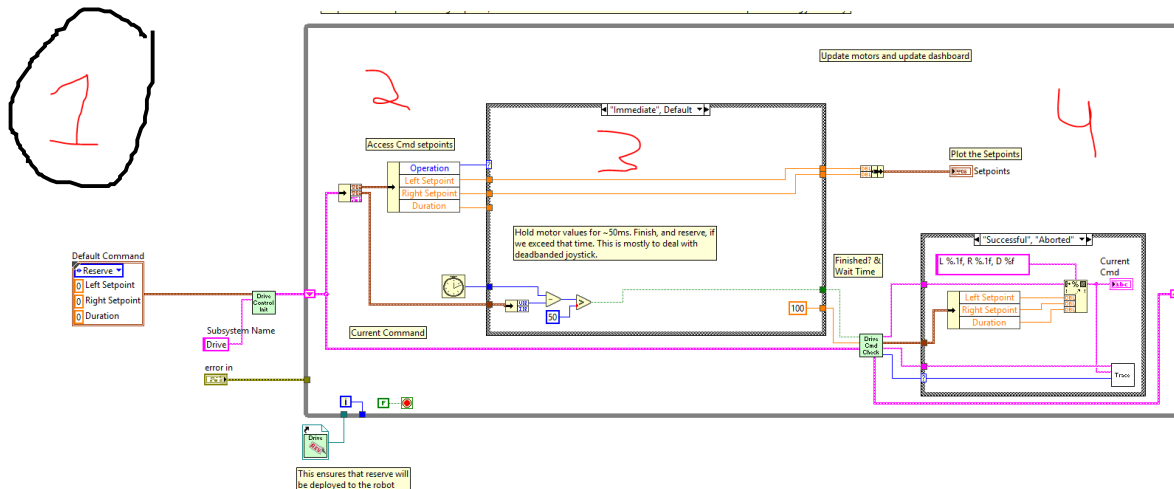 1
2
3
4
Update motors and update dashboard
"Immediate", Default
Access Cmd setpoints
Operation
Left Setpoint
Right Setpoint
Duration
Plot the Setpoints
Setpoints
Hold motor values for ~50ms. Finish, and reserve, if
we exceed that time. This is mostly to deal with
deadbanded joystick.
50
Finished? &
Wait Time
100
"Successful", "Aborted"
L %.1f, R %.1f, D %f
Current
Cmd
abc
Left Setpoint
Right Setpoint
Duration
Trace
Drive
Cmd
Check
Default Command
Reserve
0 Left Setpoint
0 Right Setpoint
0 Duration
Drive
Control
Init
Subsystem Name
Drive
Current Command
error in
i
F
Drive
This ensures that reserve will
be deployed to the robot